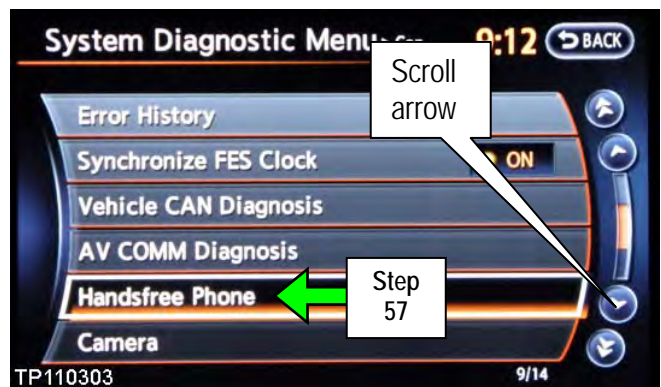 System Diagnostic Menu
9:12
BACK
Scroll
arrow
Error History
Synchronize FES Clock
ON
Vehicle CAN Diagnosis
AV COMM Diagnosis
Handsfree Phone
Step
57
Camera
TP110303
9/14